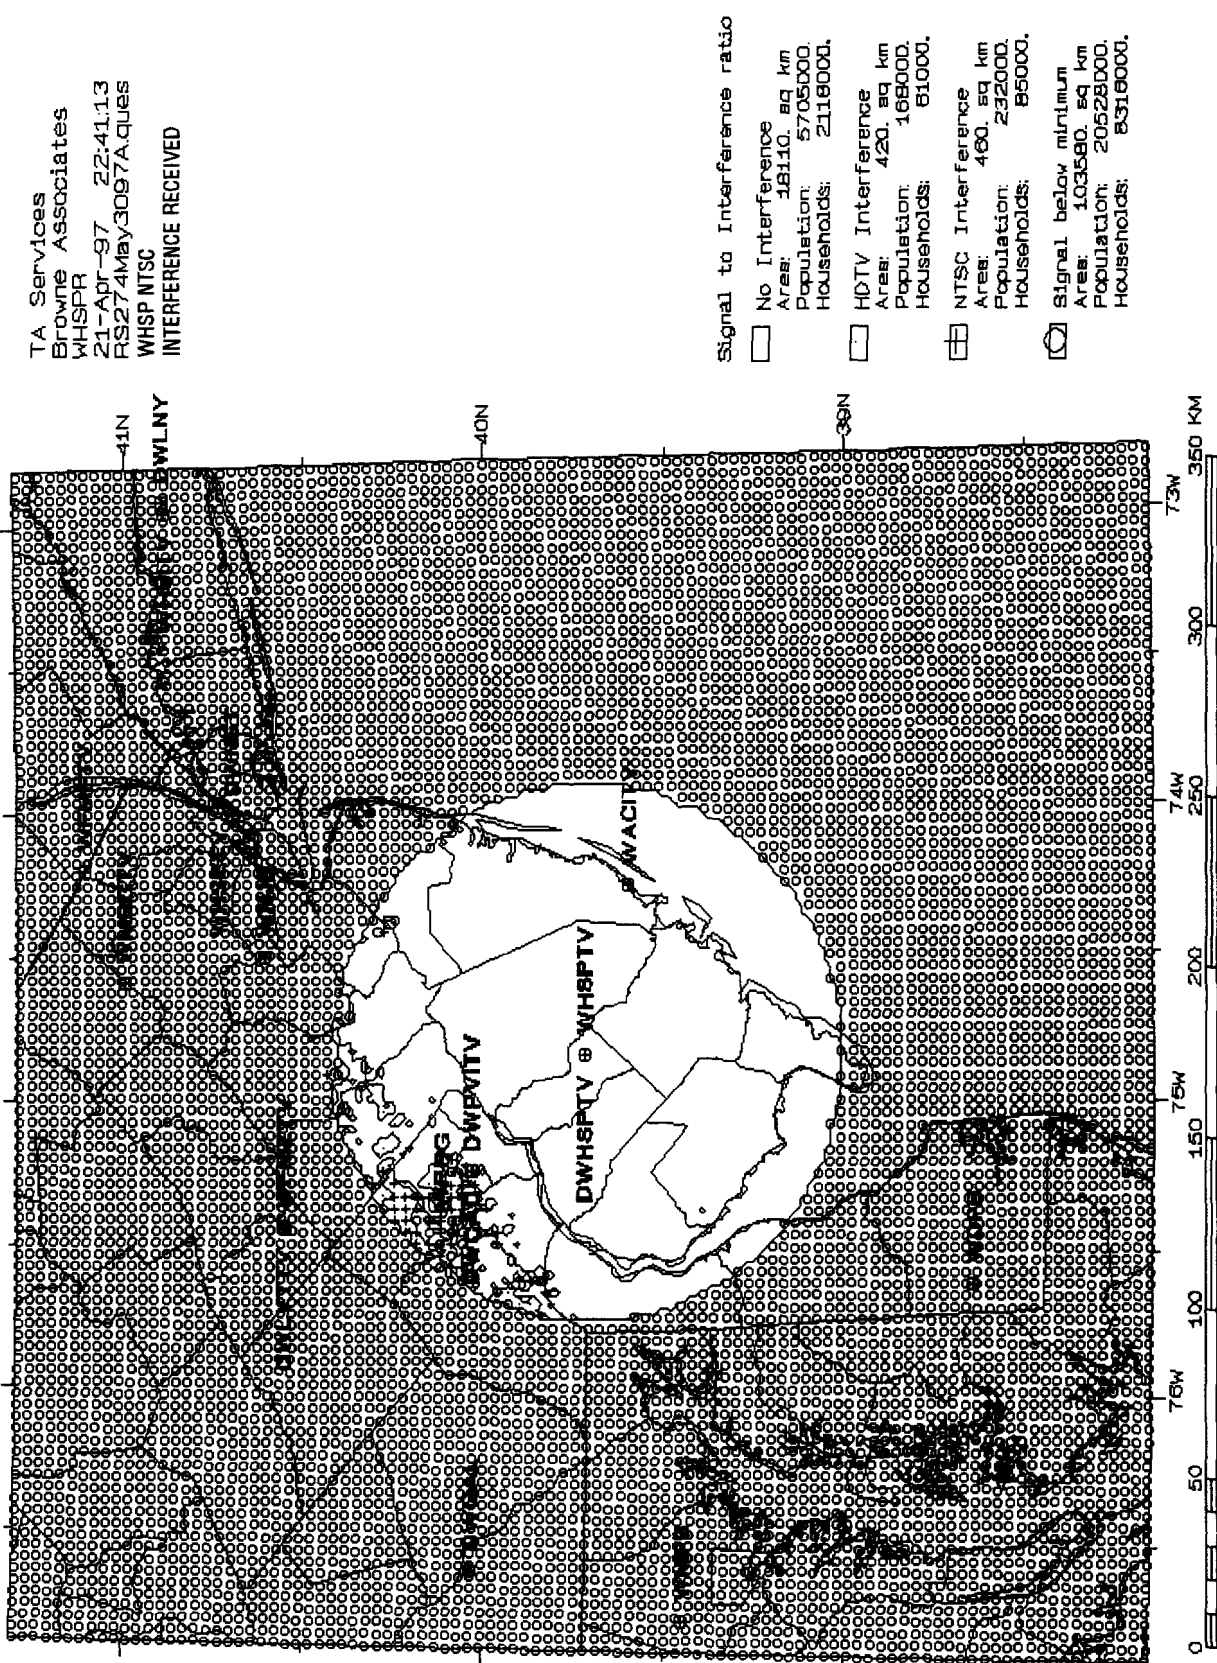 TA Services
Browne Associates
WHSPR
21-Apr-97 22:41:13
RS274May3097A.ques
WHSP NTSC
INTERFERENCE RECEIVED
Signal to Interference ratio
No Interference
Area: 18110. sq km
Population: 5705000.
Households: 2118000.
HDTV Interference
Area: 420. sq km
Population: 168000.
Households: 61000.
NTSC Interference
Area: 460. sq km
Population: 232000.
Households: 85000.
Signal below minimum
Area: 103580. sq km
Population: 20528000.
Households: 8318000.
41N
40N
39N
DWLNY
WACITY
DWHSPTV
WHSPTV
DWPVITV
73W
74W
75W
76W
0
50
100
150
200
250
300
350 KM